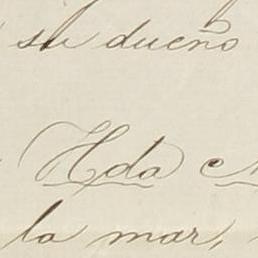 su dueño
Hda
la mar,